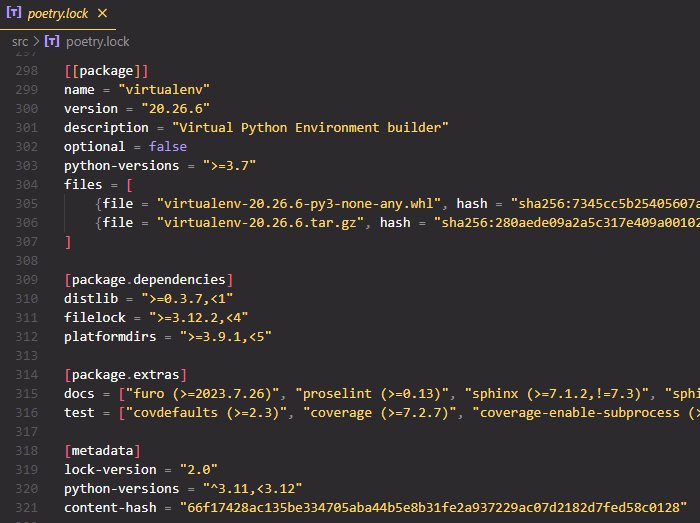 poetry.lock
src > poetry.lock
298 [[package]]
299 name = "virtualenv"
300 version = "20.26.6"
301 description = "Virtual Python Environment builder"
302 optional = false
303 python-versions = ">=3.7"
304 files = [
305 {file = "virtualenv-20.26.6-py3-none-any.whl", hash = "sha256:7345cc5b25405607a
306 {file = "virtualenv-20.26.6.tar.gz", hash = "sha256:280aede09a2a5c317e409a00102
307 ]
308
309 [package.dependencies]
310 distlib = ">=0.3.7,<1"
311 filelock = ">=3.12.2,<4"
312 platformdirs = ">=3.9.1,<5"
313
314 [package.extras]
315 docs = ["furo (>=2023.7.26)", "proselint (>=0.13)", "sphinx (>=7.1.2,!=7.3)", "sphi
316 test = ["covdefaults (>=2.3)", "coverage (>=7.2.7)", "coverage-enable-subprocess (>
317
318 [metadata]
319 lock-version = "2.0"
320 python-versions = "^3.11,<3.12"
321 content-hash = "66f17428ac135be334705aba44b5e8b31fe2a937229ac07d2182d7fed58c0128"